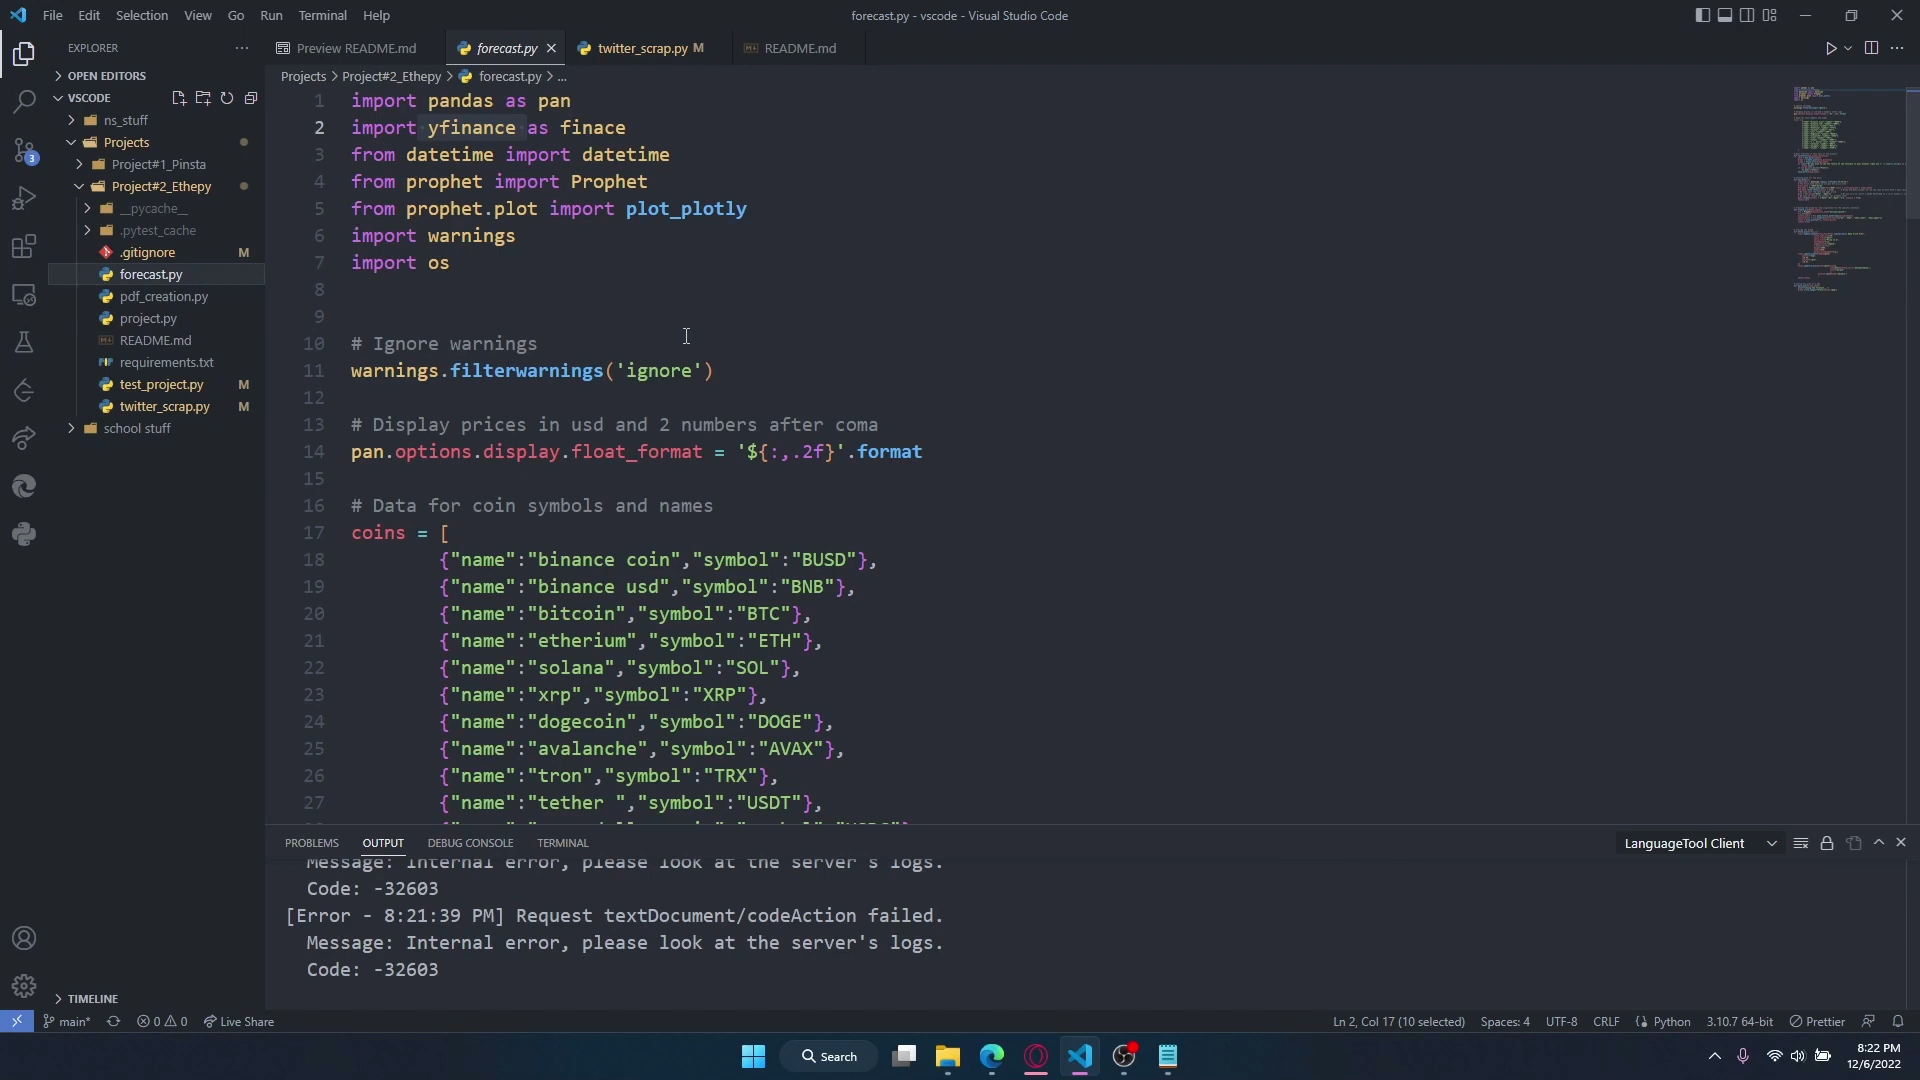 File Edit Selection View Go Run Terminal Help
forecast.py - vscode - Visual Studio Code
EXPLORER
Preview README.md
forecast.py
twitter_scrap.py M
README.md
OPEN EDITORS
VSCODE
ns_stuff
Projects
Project#1_Pinsta
Project#2_Ethepy
__pycache__
.pytest_cache
.gitignore M
forecast.py
pdf_creation.py
project.py
README.md
requirements.txt
test_project.py M
twitter_scrap.py M
school stuff
TIMELINE
3
Projects > Project#2_Ethepy > forecast.py > ...
1 import pandas as pan
2 import yfinance as finace
3 from datetime import datetime
4 from prophet import Prophet
5 from prophet.plot import plot_plotly
6 import warnings
7 import os
8
9
10 # Ignore warnings
11 warnings.filterwarnings('ignore')
12
13 # Display prices in usd and 2 numbers after coma
14 pan.options.display.float_format = '${:,.2f}'.format
15
16 # Data for coin symbols and names
17 coins = [
18 {"name":"binance coin","symbol":"BUSD"},
19 {"name":"binance usd","symbol":"BNB"},
20 {"name":"bitcoin","symbol":"BTC"},
21 {"name":"etherium","symbol":"ETH"},
22 {"name":"solana","symbol":"SOL"},
23 {"name":"xrp","symbol":"XRP"},
24 {"name":"dogecoin","symbol":"DOGE"},
25 {"name":"avalanche","symbol":"AVAX"},
26 {"name":"tron","symbol":"TRX"},
27 {"name":"tether ","symbol":"USDT"},
PROBLEMS OUTPUT DEBUG CONSOLE TERMINAL
LanguageTool Client
Message: Internal error, please look at the server's logs.
Code: -32603
[Error - 8:21:39 PM] Request textDocument/codeAction failed.
Message: Internal error, please look at the server's logs.
Code: -32603
main* 0 0 Live Share
Ln 2, Col 17 (10 selected) Spaces: 4 UTF-8 CRLF Python 3.10.7 64-bit Prettier
Search
8:22 PM
12/6/2022